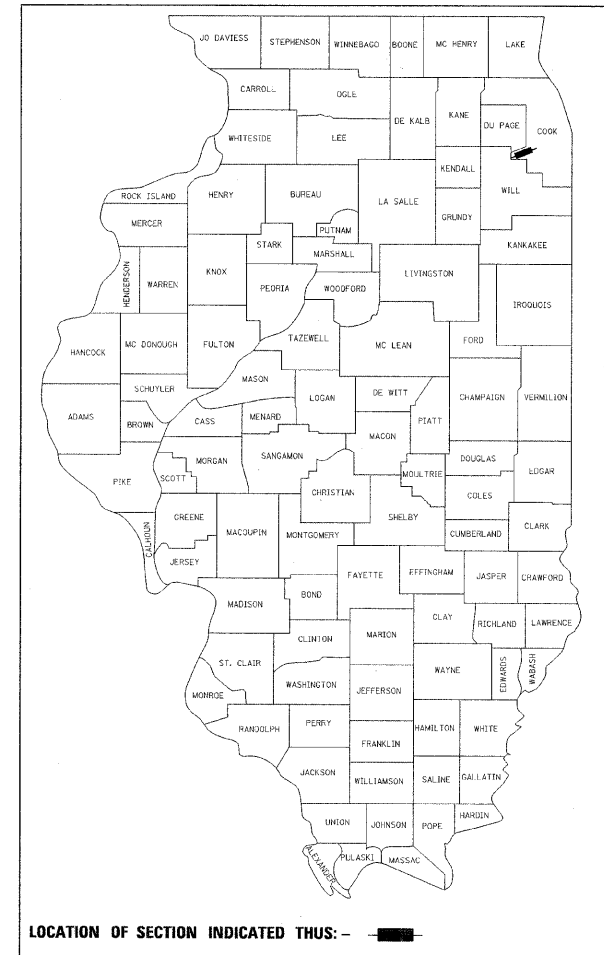 JO DAVIESS STEPHENSON WINNEBAGO BOONE MC HENRY LAKE
CARROLL OGLE
DE KALB KANE DU PAGE COOK
WHITESIDE LEE
KENDALL WILL
ROCK ISLAND HENRY BUREAU LA SALLE GRUNDY
MERCER PUTNAM
STARK MARSHALL KANKAKEE
HENDERSON WARREN KNOX LIVINGSTON
PEORIA WOODFORD IROQUOIS
HANCOCK MC DONOUGH FULTON TAZEWELL MC LEAN FORD
SCHUYLER MASON
ADAMS BROWN CASS MENARD LOGAN DE WITT CHAMPAIGN VERMILION
PIATT
MACON
PIKE SCOTT MORGAN SANGAMON MOULTRIE DOUGLAS EDGAR
CHRISTIAN COLES
CALHOUN GREENE MACOUPIN MONTGOMERY SHELBY CUMBERLAND CLARK
JERSEY
FAYETTE EFFINGHAM JASPER CRAWFORD
MADISON BOND
CLAY RICHLAND LAWRENCE
CLINTON MARION
ST. CLAIR WAYNE EDWARDS WABASH
WASHINGTON JEFFERSON
MONROE
RANDOLPH PERRY HAMILTON WHITE
FRANKLIN
JACKSON WILLIAMSON SALINE GALLATIN
HARDIN
UNION JOHNSON POPE
ALEXANDER PULASKI MASSAC
LOCATION OF SECTION INDICATED THUS: –